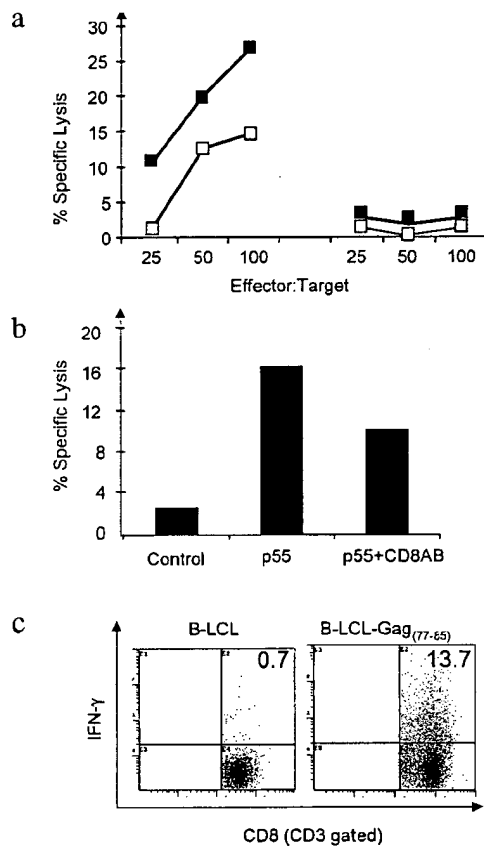 a
30
25
20
15
10
5
0
% Specific Lysis
25 50 100 25 50 100
Effector:Target
b
20
16
12
8
4
0
% Specific Lysis
Control p55 p55+CD8AB
c
B-LCL B-LCL-Gag(77-85)
0.7 13.7
IFN-γ
CD8 (CD3 gated)